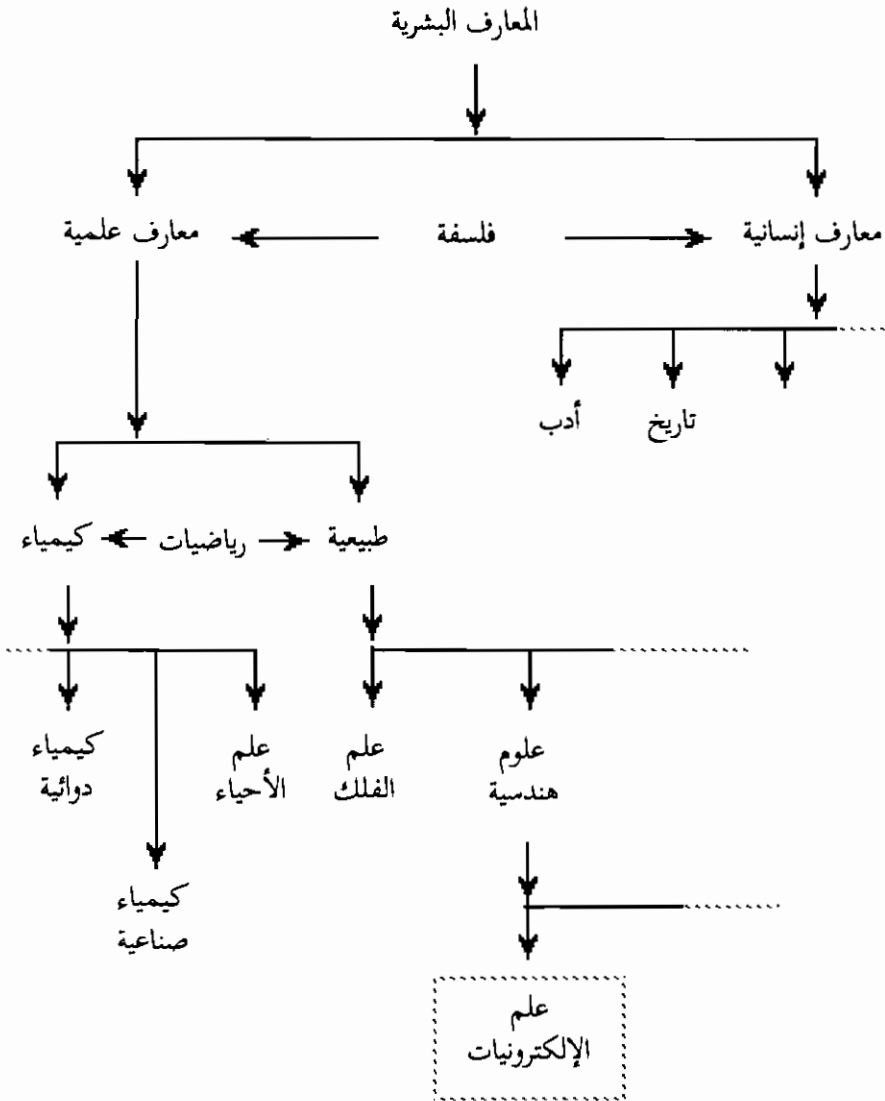 المعارف البشرية
معارف إنسانية
فلسفة
معارف علمية
تاريخ
أدب
طبيعية
رياضيات
كيمياء
علوم
هندسية
علم
الفلك
علم
الأحياء
كيمياء
دوائية
كيمياء
صناعية
علم
الإلكترونيات